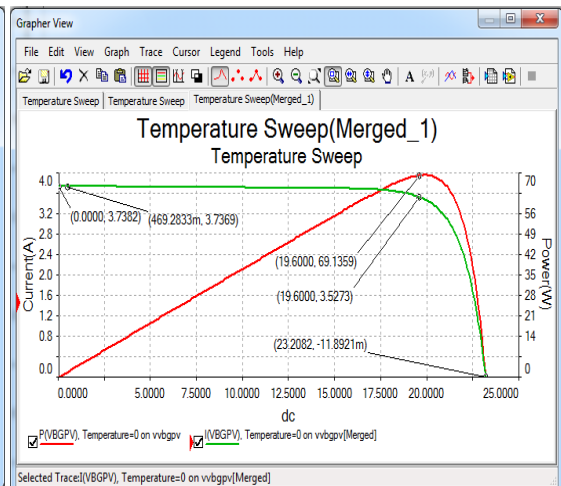 Grapher View
File Edit View Graph Trace Cursor Legend Tools Help
Temperature Sweep Temperature Sweep Temperature Sweep(Merged_1)
Temperature Sweep(Merged_1)
Temperature Sweep
Current(A)
4.0
3.2
2.8
2.4
2.0
1.6
1.2
0.8
0.0
(0.0000, 3.7382)
(469.2833m, 3.7369)
(19.6000, 69.1359)
(19.6000, 3.5273)
(23.2082, -11.8921m)
70
56
49
42
35
28
21
14
0
Power(W)
0.0000 5.0000 7.5000 10.0000 12.5000 15.0000 17.5000 20.0000 25.0000
dc
P(VBGPV), Temperature=0 on vvbgpv I(VBGPV), Temperature=0 on vvbgpv[Merged]
Selected Trace:I(VBGPV), Temperature=0 on vvbgpv[Merged]